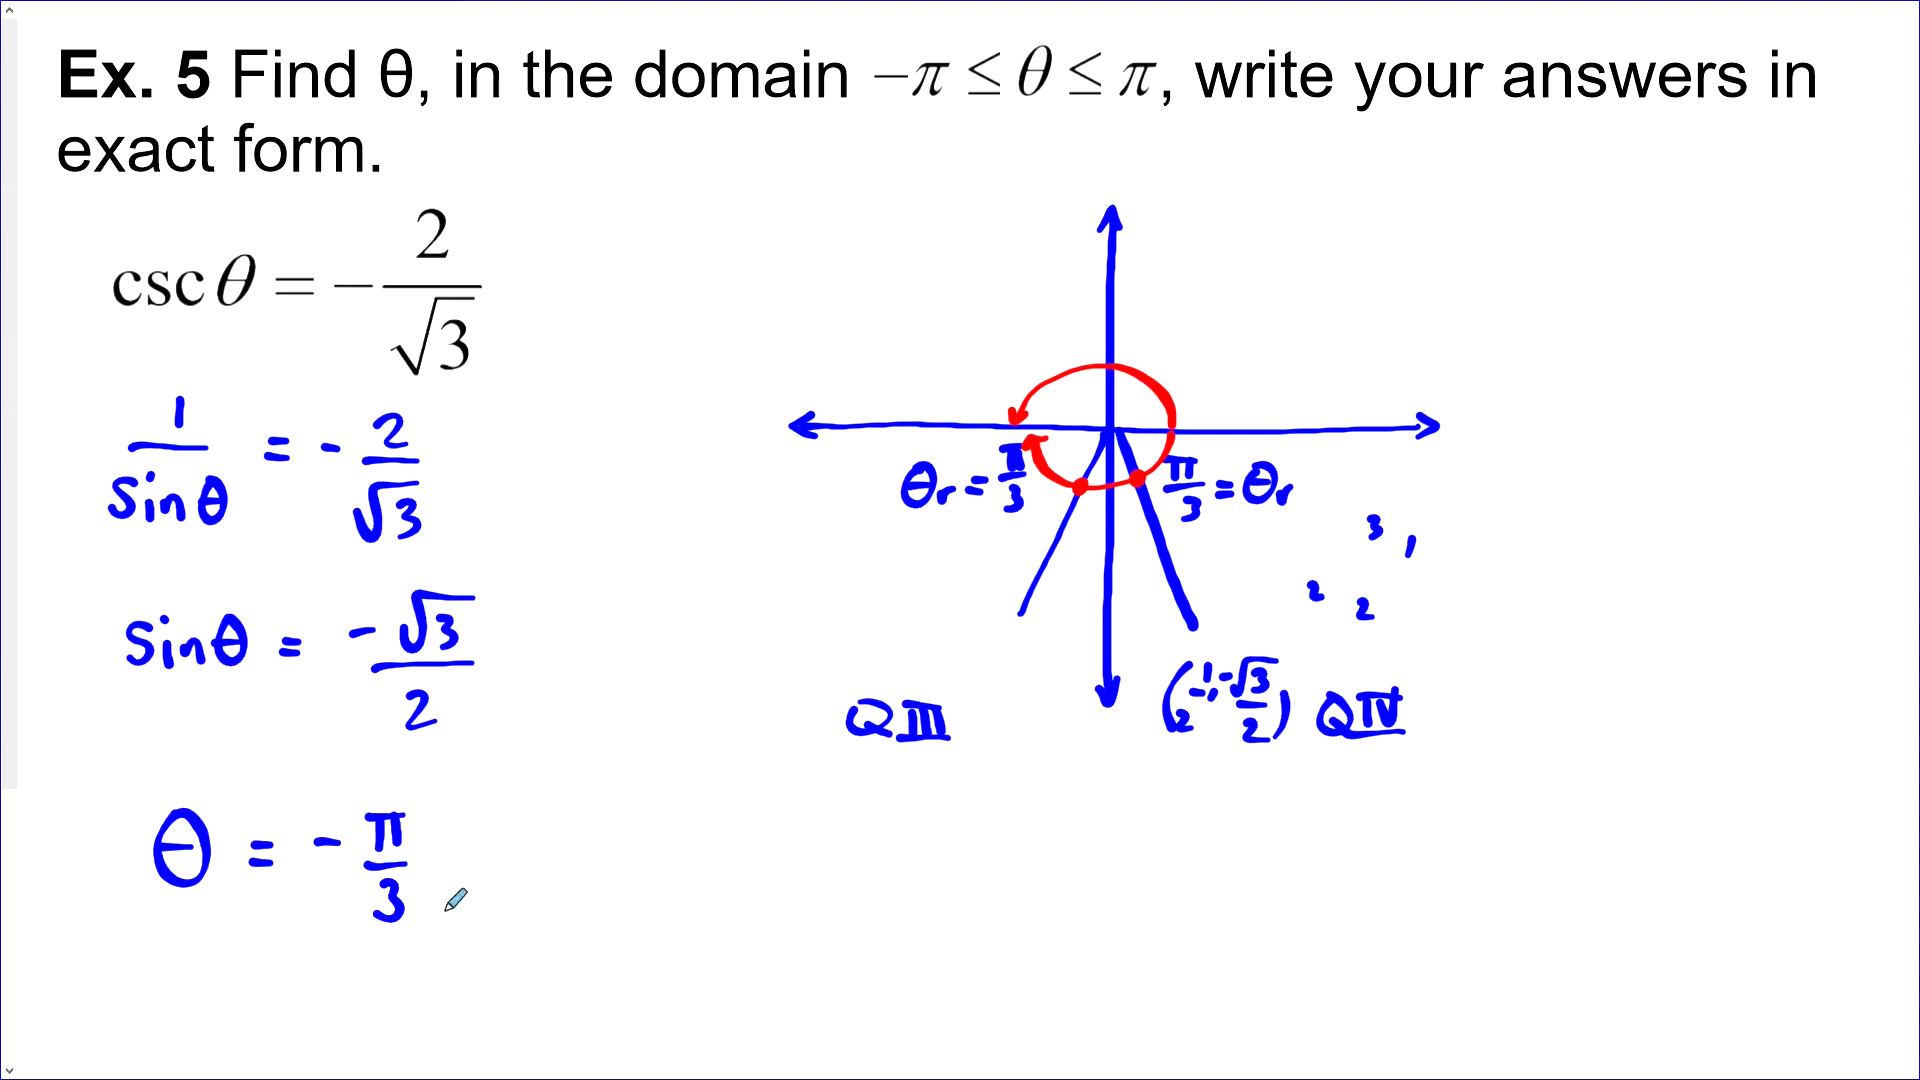 Ex. 5 Find θ, in the domain −π ≤ θ ≤ π, write your answers in
exact form.
csc θ = − 2/√3
1/sinθ = - 2/√3
sinθ = -√3/2
θ = - π/3
θr = π/3
π/3 = θr
3 ,
2 2
QIII
(1/2, -√3/2) QIV